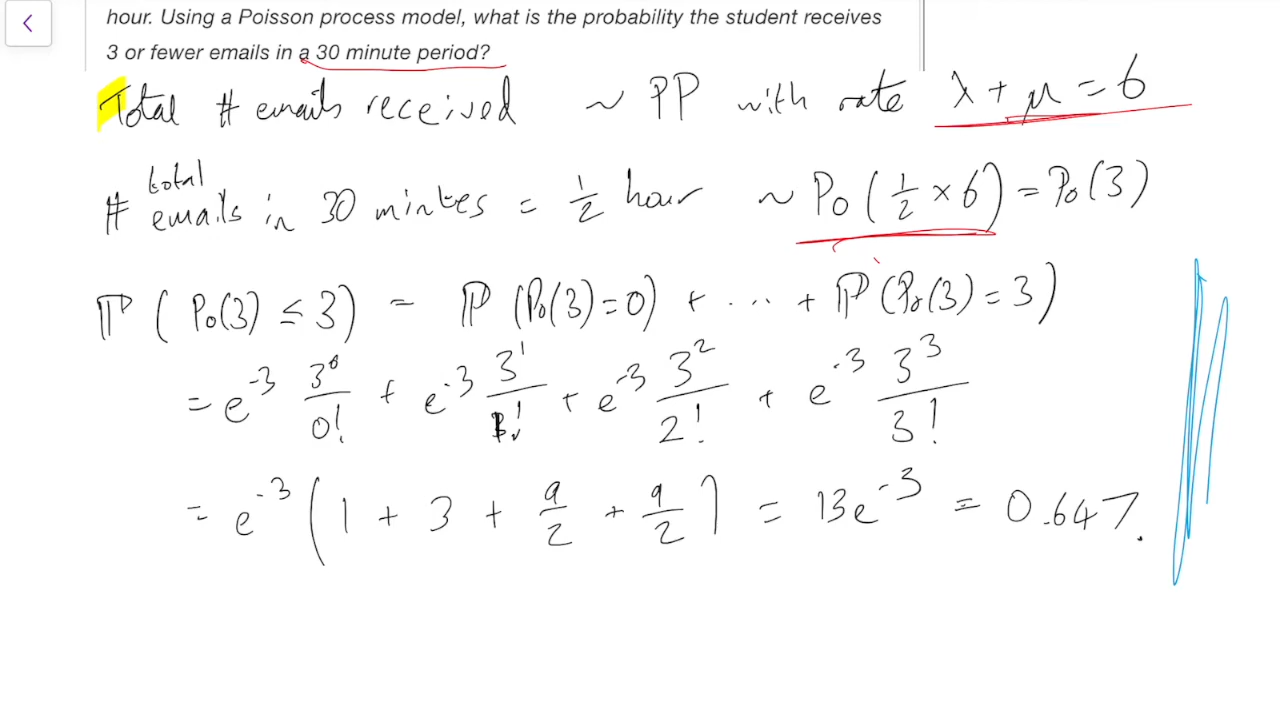 hour. Using a Poisson process model, what is the probability the student receives
3 or fewer emails in a 30 minute period?
Total # emails received ~ PP with rate λ + μ = 6
# total emails in 30 mintes = 1/2 hour ~ Po(1/2 × 6) = Po(3)
ℙ(Po(3) ≤ 3) = ℙ(Po(3) = 0) + ... + ℙ(Po(3) = 3)
= e^-3 3^0/0! + e^-3 3^1/1! + e^-3 3^2/2! + e^-3 3^3/3!
= e^-3 (1 + 3 + 9/2 + 9/2) = 13e^-3 = 0.647.